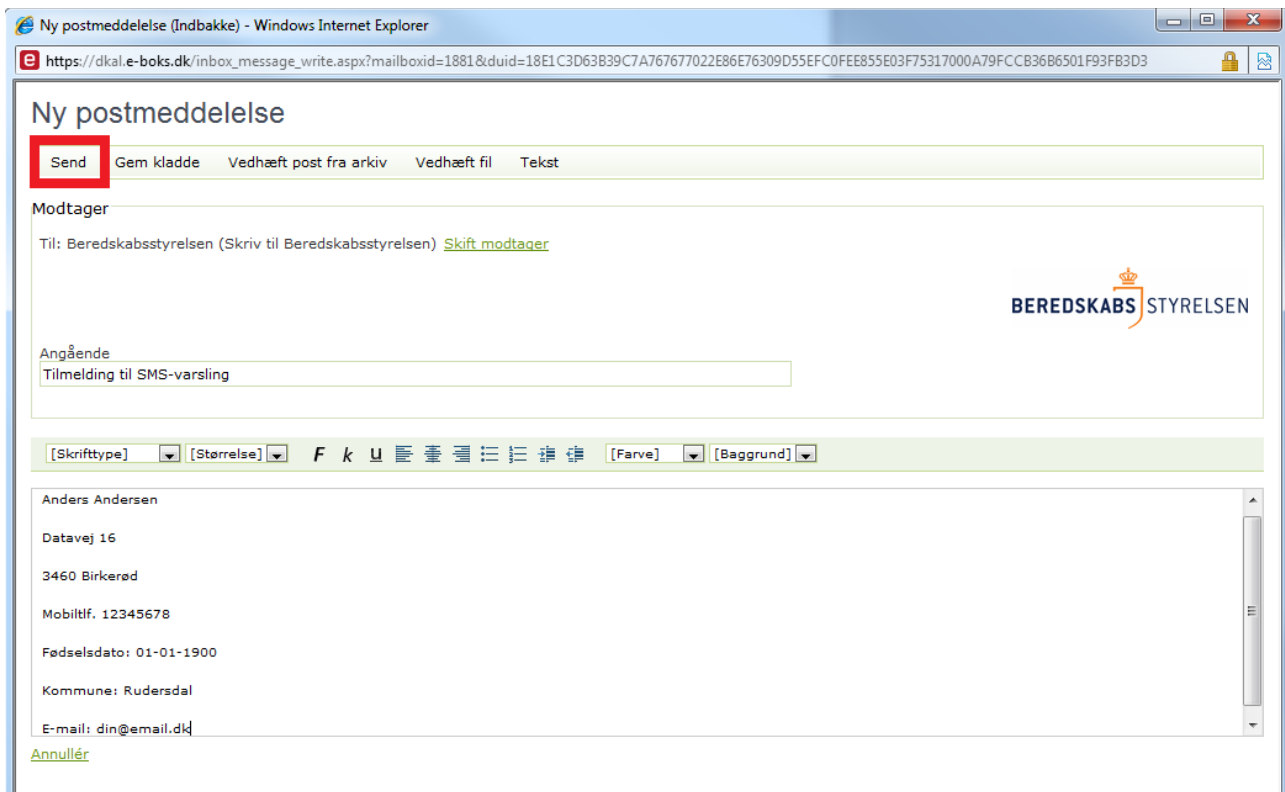 Ny postmeddelelse (Indbakke) - Windows Internet Explorer
https://dkal.e-boks.dk/inbox_message_write.aspx?mailboxid=1881&duid=18E1C3D63B39C7A767677022E86E76309D55EFC0FEE855E03F75317000A79FCCB36B6501F93FB3D3
Ny postmeddelelse
Send Gem kladde Vedhæft post fra arkiv Vedhæft fil Tekst
Modtager
Til: Beredskabsstyrelsen (Skriv til Beredskabsstyrelsen) Skift modtager
BEREDSKABS STYRELSEN
Angående
Tilmelding til SMS-varsling
[Skrifttype] [Størrelse] F k U [Farve] [Baggrund]
Anders Andersen
Datavej 16
3460 Birkerød
Mobiltlf. 12345678
Fødselsdato: 01-01-1900
Kommune: Rudersdal
E-mail: din@email.dk
Annullér